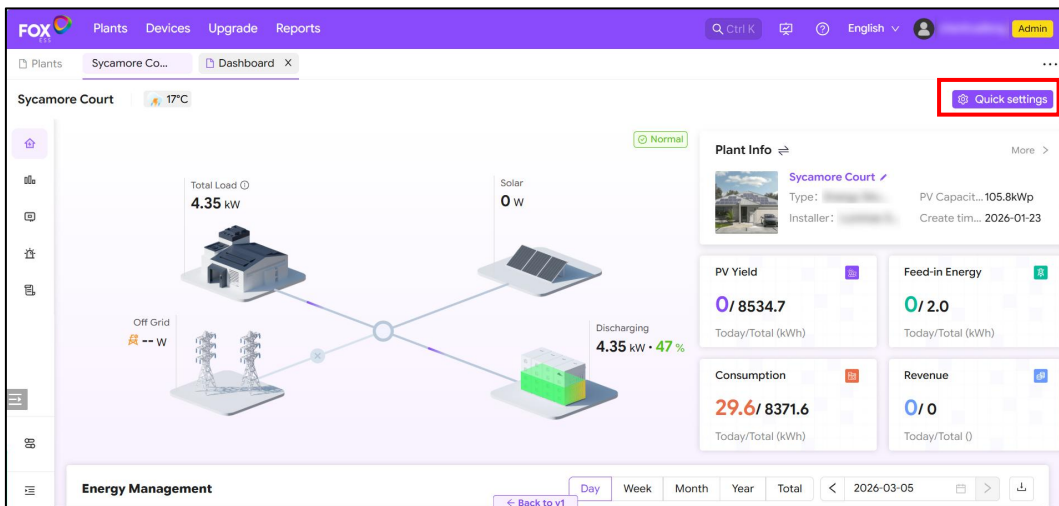 FOX ESS Plants Devices Upgrade Reports Ctrl K English Admin
Plants Sycamore Co... Dashboard X ...
Sycamore Court 17°C Quick settings
Normal
Total Load
4.35 kW
Solar
0 W
Off Grid
-- W
Discharging
4.35 kW • 47 %
Plant Info More >
Sycamore Court
Type:
PV Capacit... 105.8kWp
Installer:
Create tim... 2026-01-23
PV Yield
0/ 8534.7
Today/Total (kWh)
Feed-in Energy
0/ 2.0
Today/Total (kWh)
Consumption
29.6/ 8371.6
Today/Total (kWh)
Revenue
0/ 0
Today/Total ()
Energy Management Day Week Month Year Total < 2026-03-05 >
← Back to v1